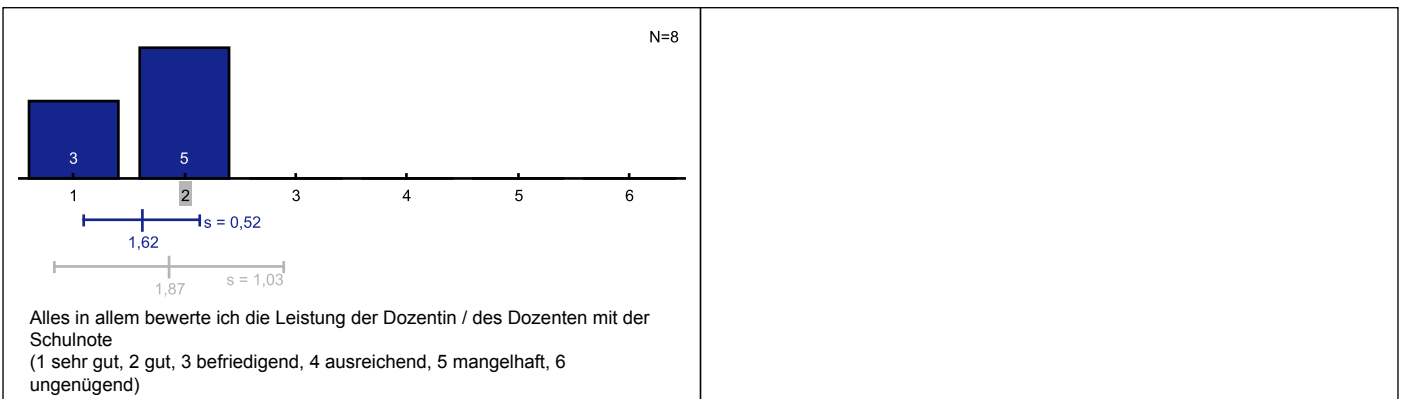 N=8
3 5
1 2 3 4 5 6
s = 0,52
1,62
s = 1,03
1,87
Alles in allem bewerte ich die Leistung der Dozentin / des Dozenten mit der
Schulnote
(1 sehr gut, 2 gut, 3 befriedigend, 4 ausreichend, 5 mangelhaft, 6
ungenügend)